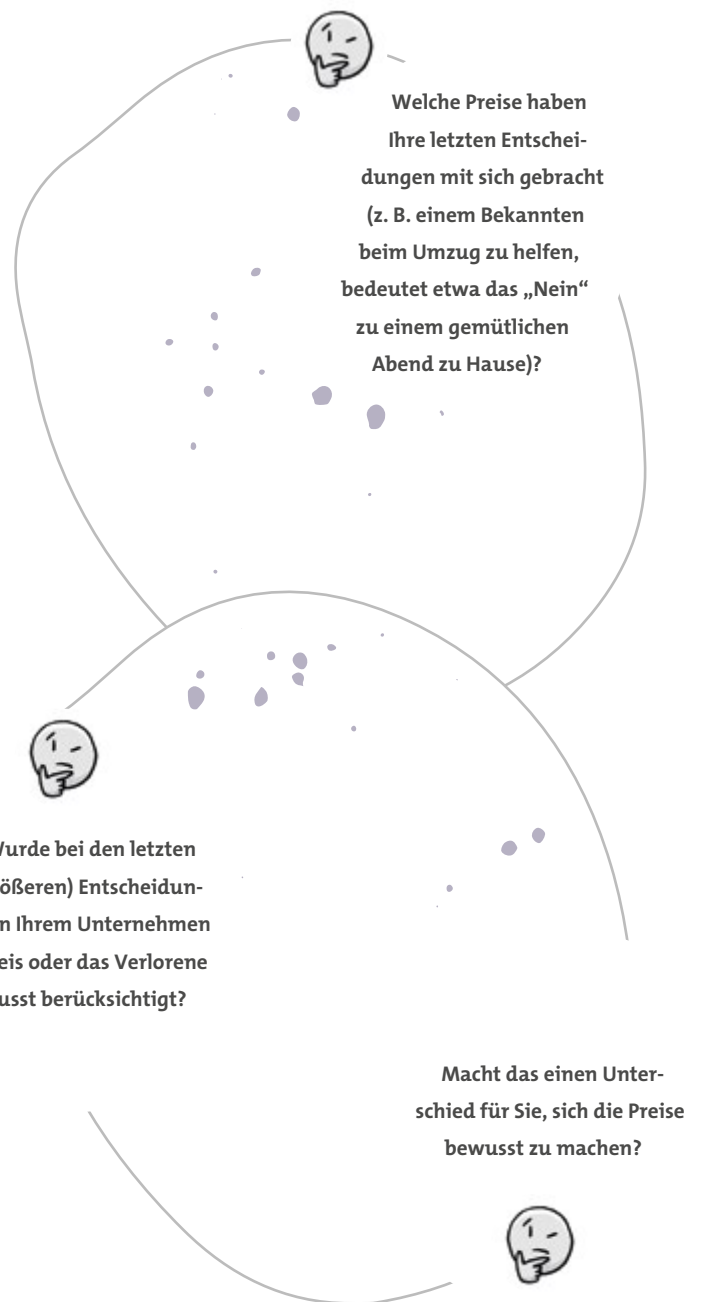 Welche Preise haben
Ihre letzten Entschei-
dungen mit sich gebracht
(z. B. einem Bekannten
beim Umzug zu helfen,
bedeutet etwa das „Nein“
zu einem gemütlichen
Abend zu Hause)?
bei den letzten
Entscheidun-
Ihrem Unternehmen
oder das Verlorene
berücksichtigt?
Macht das einen Unter-
schied für Sie, sich die Preise
bewusst zu machen?